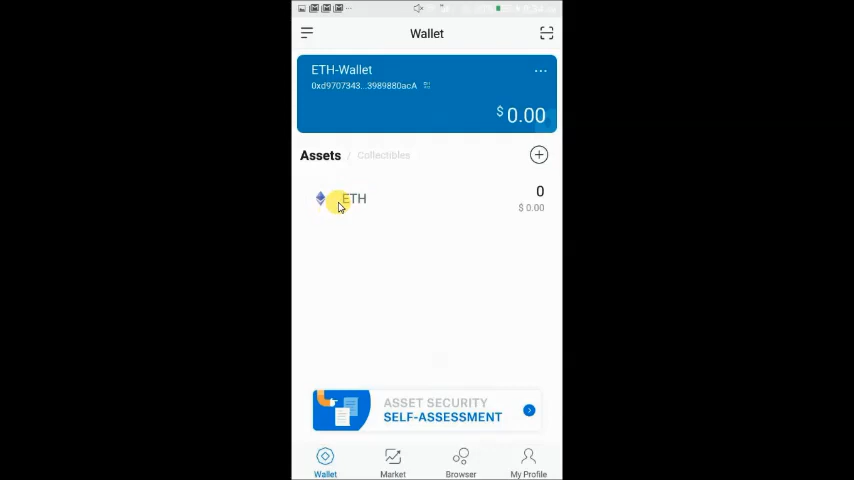 Wallet
ETH-Wallet
0xd9707343...3989880acA
$ 0.00
Assets / Collectibles
ETH
0
$ 0.00
ASSET SECURITY
SELF-ASSESSMENT
Wallet Market Browser My Profile